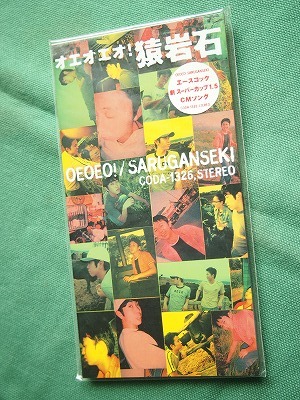 オエオエオ!猿岩石
エースコック
新 スーパーカップ1.5
CMソング
OEOEO!/SARUGANSEKI
CODA-1326,STEREO